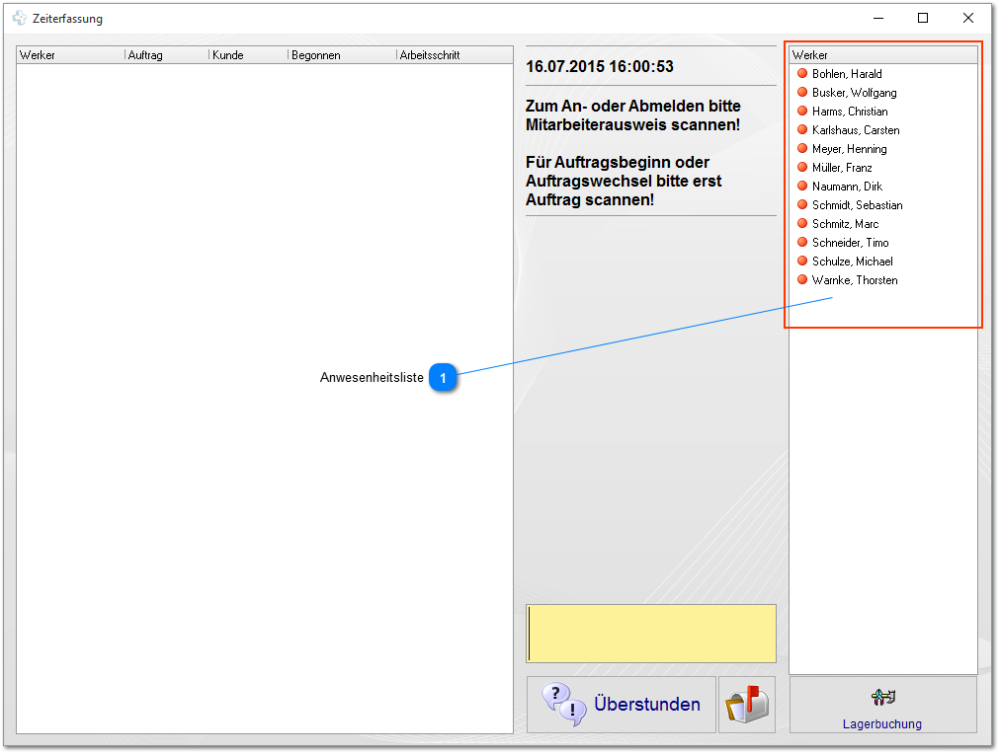 Zeiterfassung
Werker Auftrag Kunde Begonnen Arbeitsschritt
16.07.2015 16:00:53
Zum An- oder Abmelden bitte
Mitarbeiterausweis scannen!
Für Auftragsbeginn oder
Auftragswechsel bitte erst
Auftrag scannen!
Werker
Bohlen, Harald
Busker, Wolfgang
Harms, Christian
Karlshaus, Carsten
Meyer, Henning
Müller, Franz
Naumann, Dirk
Schmidt, Sebastian
Schmitz, Marc
Schneider, Timo
Schulze, Michael
Warnke, Thorsten
Anwesenheitsliste 1
? ! Überstunden
Lagerbuchung